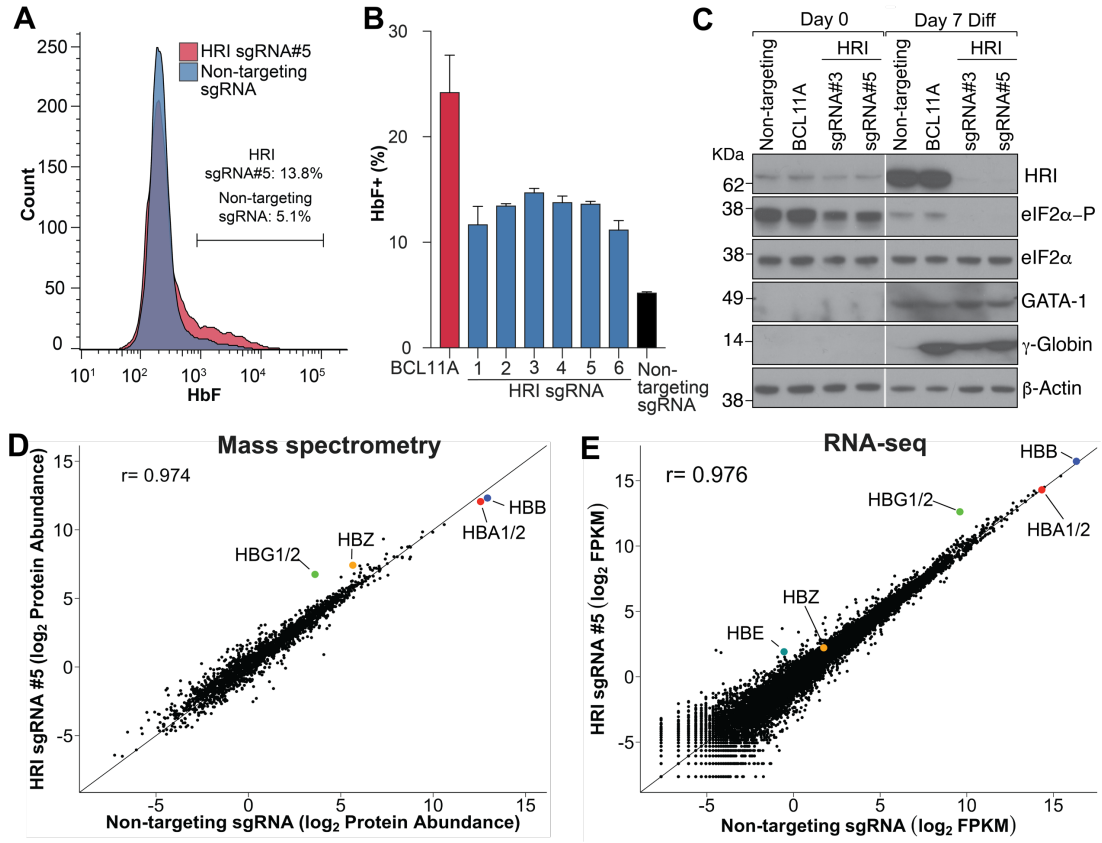 A
250
200
150
100
50
0
Count
10¹ 10² 10³ 10⁴ 10⁵
HbF
HRI sgRNA#5
Non-targeting
sgRNA
HRI
sgRNA#5: 13.8%
Non-targeting
sgRNA: 5.1%
B
30
20
10
0
HbF+ (%)
BCL11A
1 2 3 4 5 6
HRI sgRNA
Non-
targeting
sgRNA
C
Day 0 Day 7 Diff
HRI HRI
Non-targeting
BCL11A
sgRNA#3
sgRNA#5
Non-targeting
BCL11A
sgRNA#3
sgRNA#5
KDa
62 HRI
38 eIF2α–P
38 eIF2α
49 GATA-1
14 γ-Globin
38 β-Actin
D
Mass spectrometry
r= 0.974
HRI sgRNA #5 (log₂ Protein Abundance)
15
10
5
0
-5
HBB
HBA1/2
HBZ
HBG1/2
-5 0 5 10 15
Non-targeting sgRNA (log₂ Protein Abundance)
E
RNA-seq
r= 0.976
HRI sgRNA #5 (log₂ FPKM)
15
10
5
0
-5
HBB
HBG1/2
HBA1/2
HBZ
HBE
-5 0 5 10 15
Non-targeting sgRNA (log₂ FPKM)